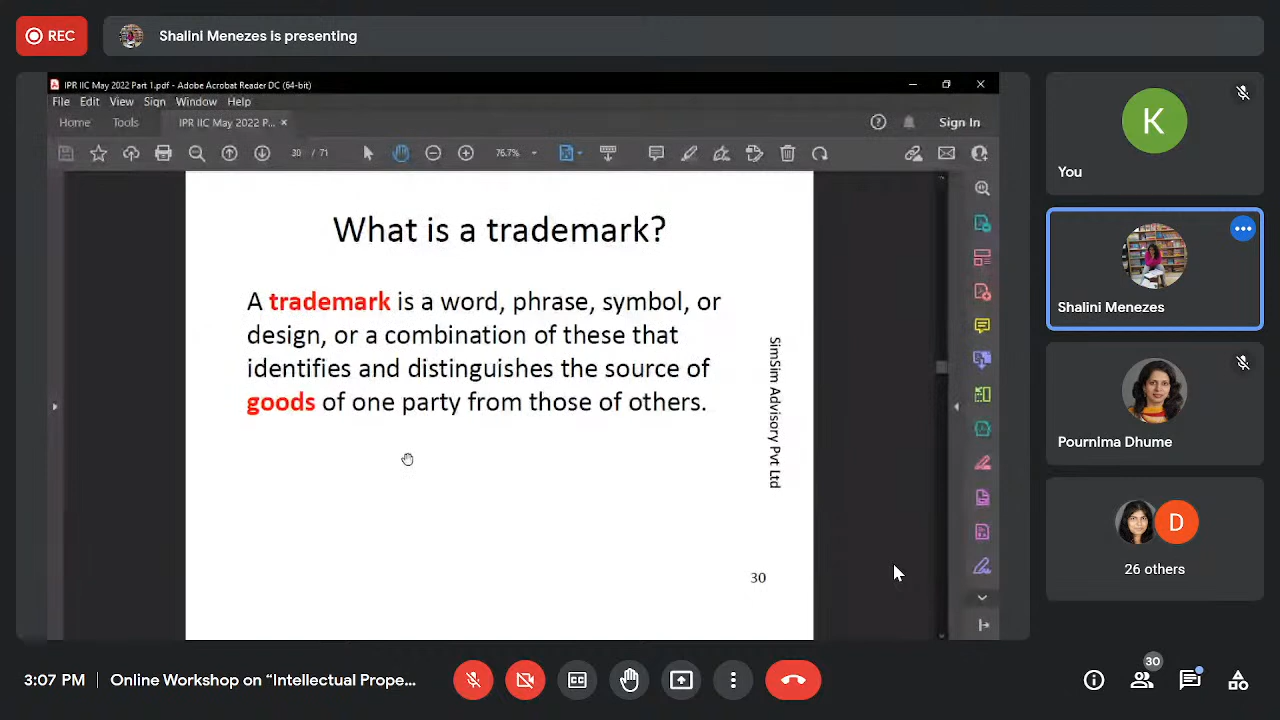 REC
Shalini Menezes is presenting
IPR IIC May 2022 Part 1.pdf - Adobe Acrobat Reader DC (64-bit)
File Edit View Sign Window Help
Home Tools IPR IIC May 2022 P... × Sign In
30 / 71 76.7%
What is a trademark?
A trademark is a word, phrase, symbol, or
design, or a combination of these that
identifies and distinguishes the source of
goods of one party from those of others.
SimSim Advisory Pvt Ltd
30
K
You
Shalini Menezes
Pournima Dhume
D
26 others
3:07 PM | Online Workshop on “Intellectual Prope...
30